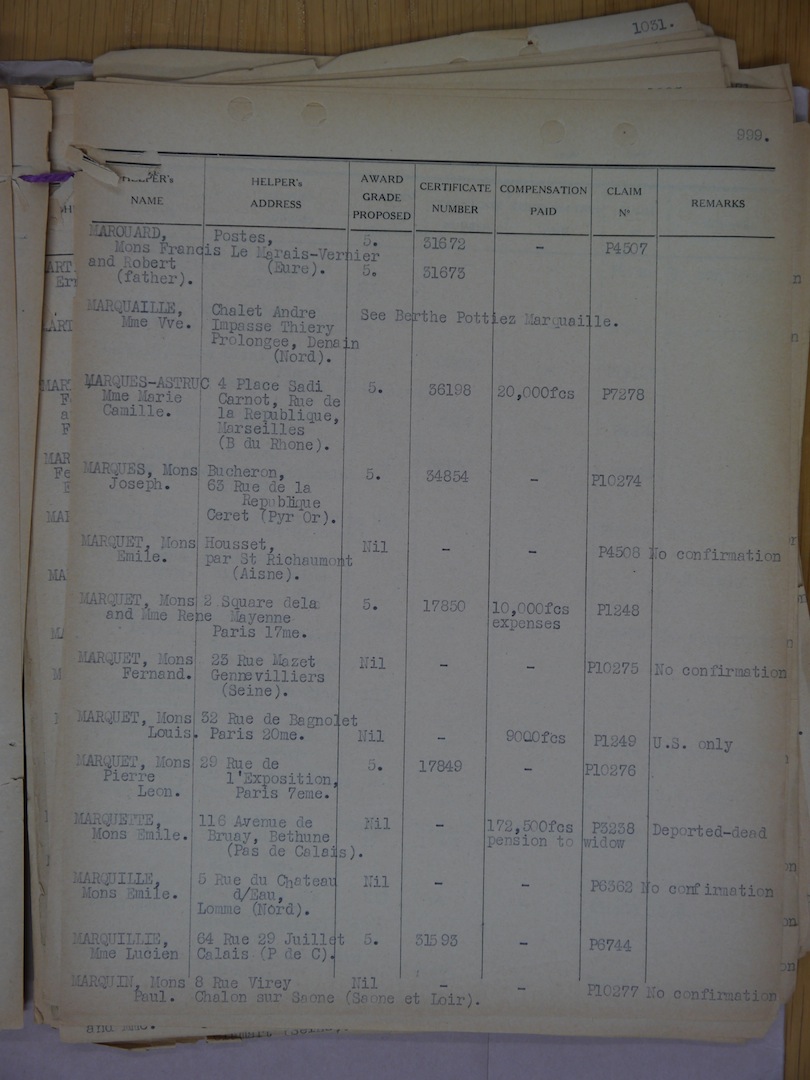 1031.
999.
HELPER's NAME HELPER's ADDRESS AWARD GRADE PROPOSED CERTIFICATE NUMBER COMPENSATION PAID CLAIM Nº REMARKS
MAROUARD, Postes, 5. 31672 - P4507
Mons Francis Le Marais-Vernier
and Robert (Eure). 5. 31673
(father).
MARQUAILLE, Chalet Andre See Berthe Pottiez Marquaille.
Mme Vve. Impasse Thiery
Prolongee, Denain
(Nord).
MARQUES-ASTRUC 4 Place Sadi 5. 36198 20,000fcs P7278
Mme Marie Carnot, Rue de
Camille. la Republique,
Marseilles
(B du Rhone).
MARQUES, Mons Bucheron, 5. 34854 - P10274
Joseph. 63 Rue de la
Republique
Ceret (Pyr Or).
MARQUET, Mons Housset, Nil - - P4508 No confirmation
Emile. par St Richaumont
(Aisne).
MARQUET, Mons 2 Square dela 5. 17850 10,000fcs P1248
and Mme Rene Mayenne expenses
Paris 17me.
MARQUET, Mons 23 Rue Mazet Nil - - P10275 No confirmation
Fernand. Gennevilliers
(Seine).
MARQUET, Mons 32 Rue de Bagnolet
Louis. Paris 20me. Nil - 9000fcs P1249 U.S. only
MARQUET, Mons 29 Rue de 5. 17849 - P10276
Pierre l'Exposition,
Leon. Paris 7eme.
MARQUETTE, 116 Avenue de Nil - 172,500fcs P3238 Deported-dead
Mons Emile. Bruay, Bethune pension to widow
(Pas de Calais).
MARQUILLE, 5 Rue du Chateau Nil - - P6362 No confirmation
Mons Emile. d/Eau,
Lomme (Nord).
MARQUILLIE, 64 Rue 29 Juillet 5. 31593 - P6744
Mme Lucien Calais (P de C).
MARQUIN, Mons 8 Rue Virey Nil - - P10277 No confirmation
Paul. Chalon sur Saone (Saone et Loir).
and Mme.